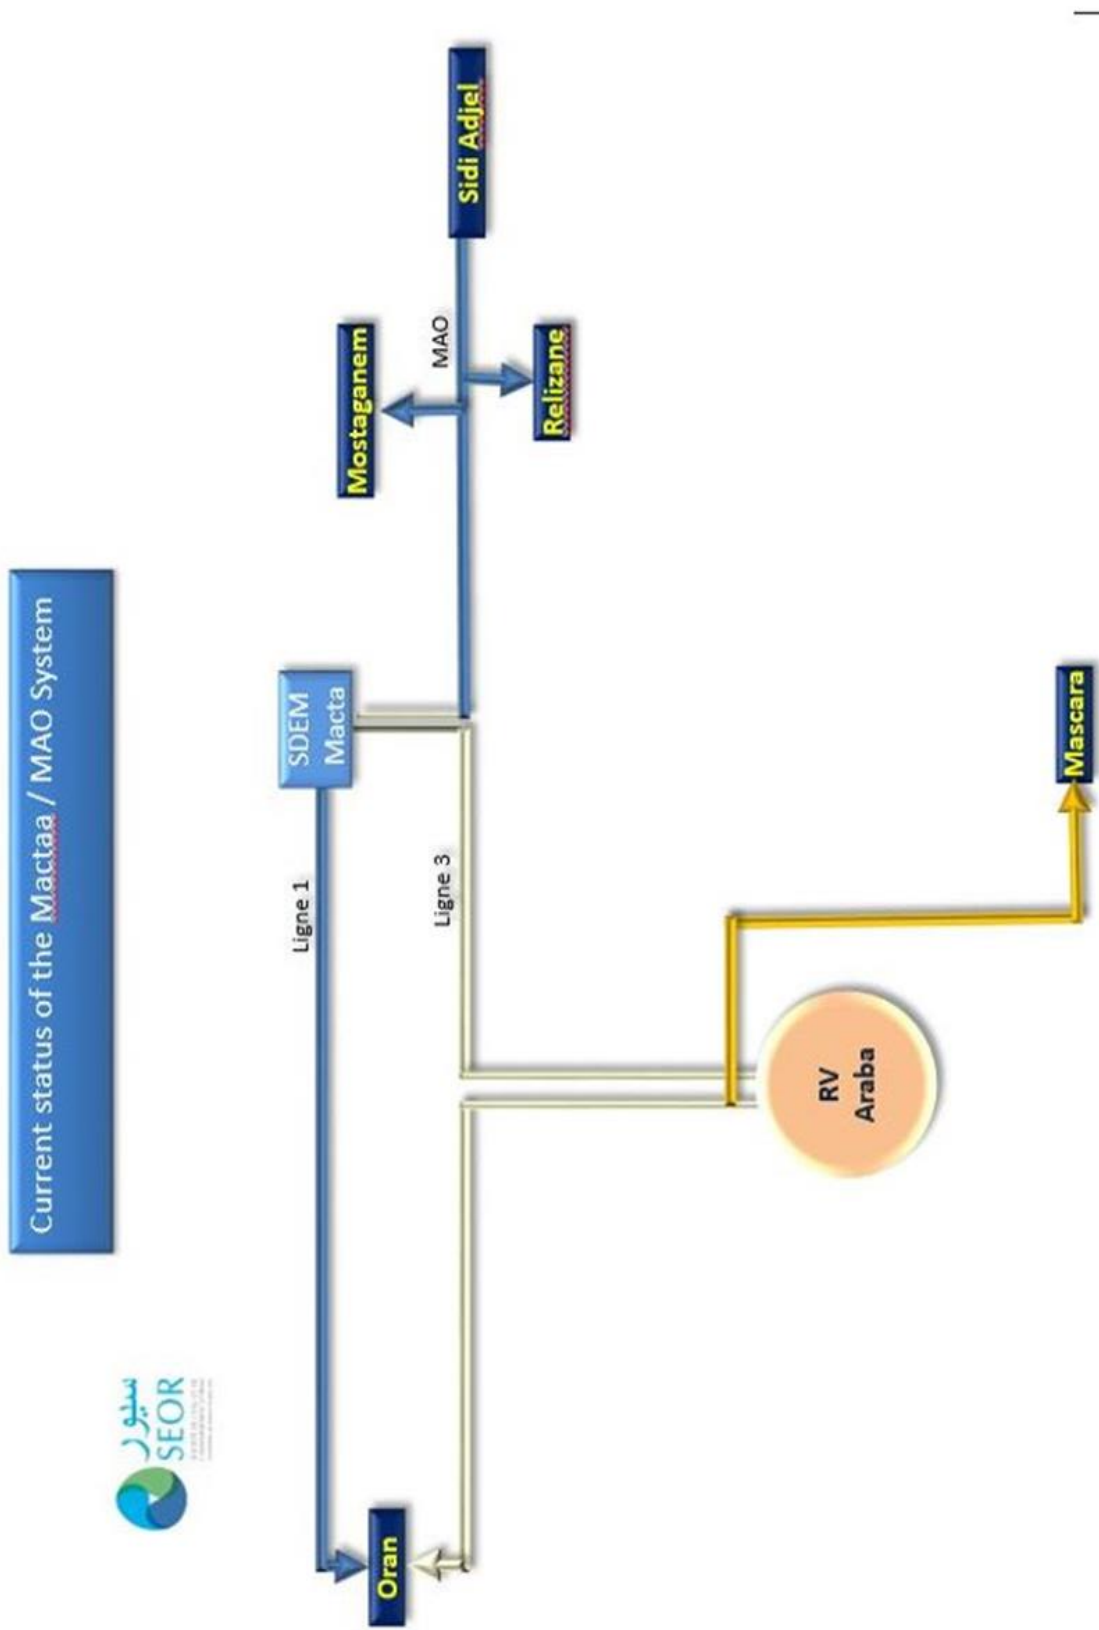 Current status of the Mactaa / MAO System
سيور
SEOR
SDEM
Macta
Ligne 1
Ligne 3
Mostaganem
MAO
Sidi Adjel
Relizane
Oran
RV
Araba
Mascara